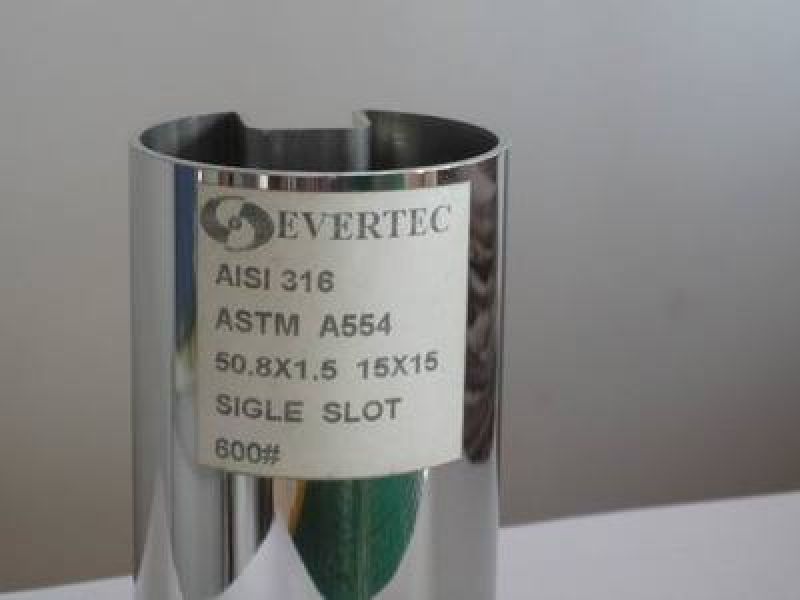 EVERTEC
AISI 316
ASTM A554
50.8X1.5 15X15
SIGLE SLOT
600#